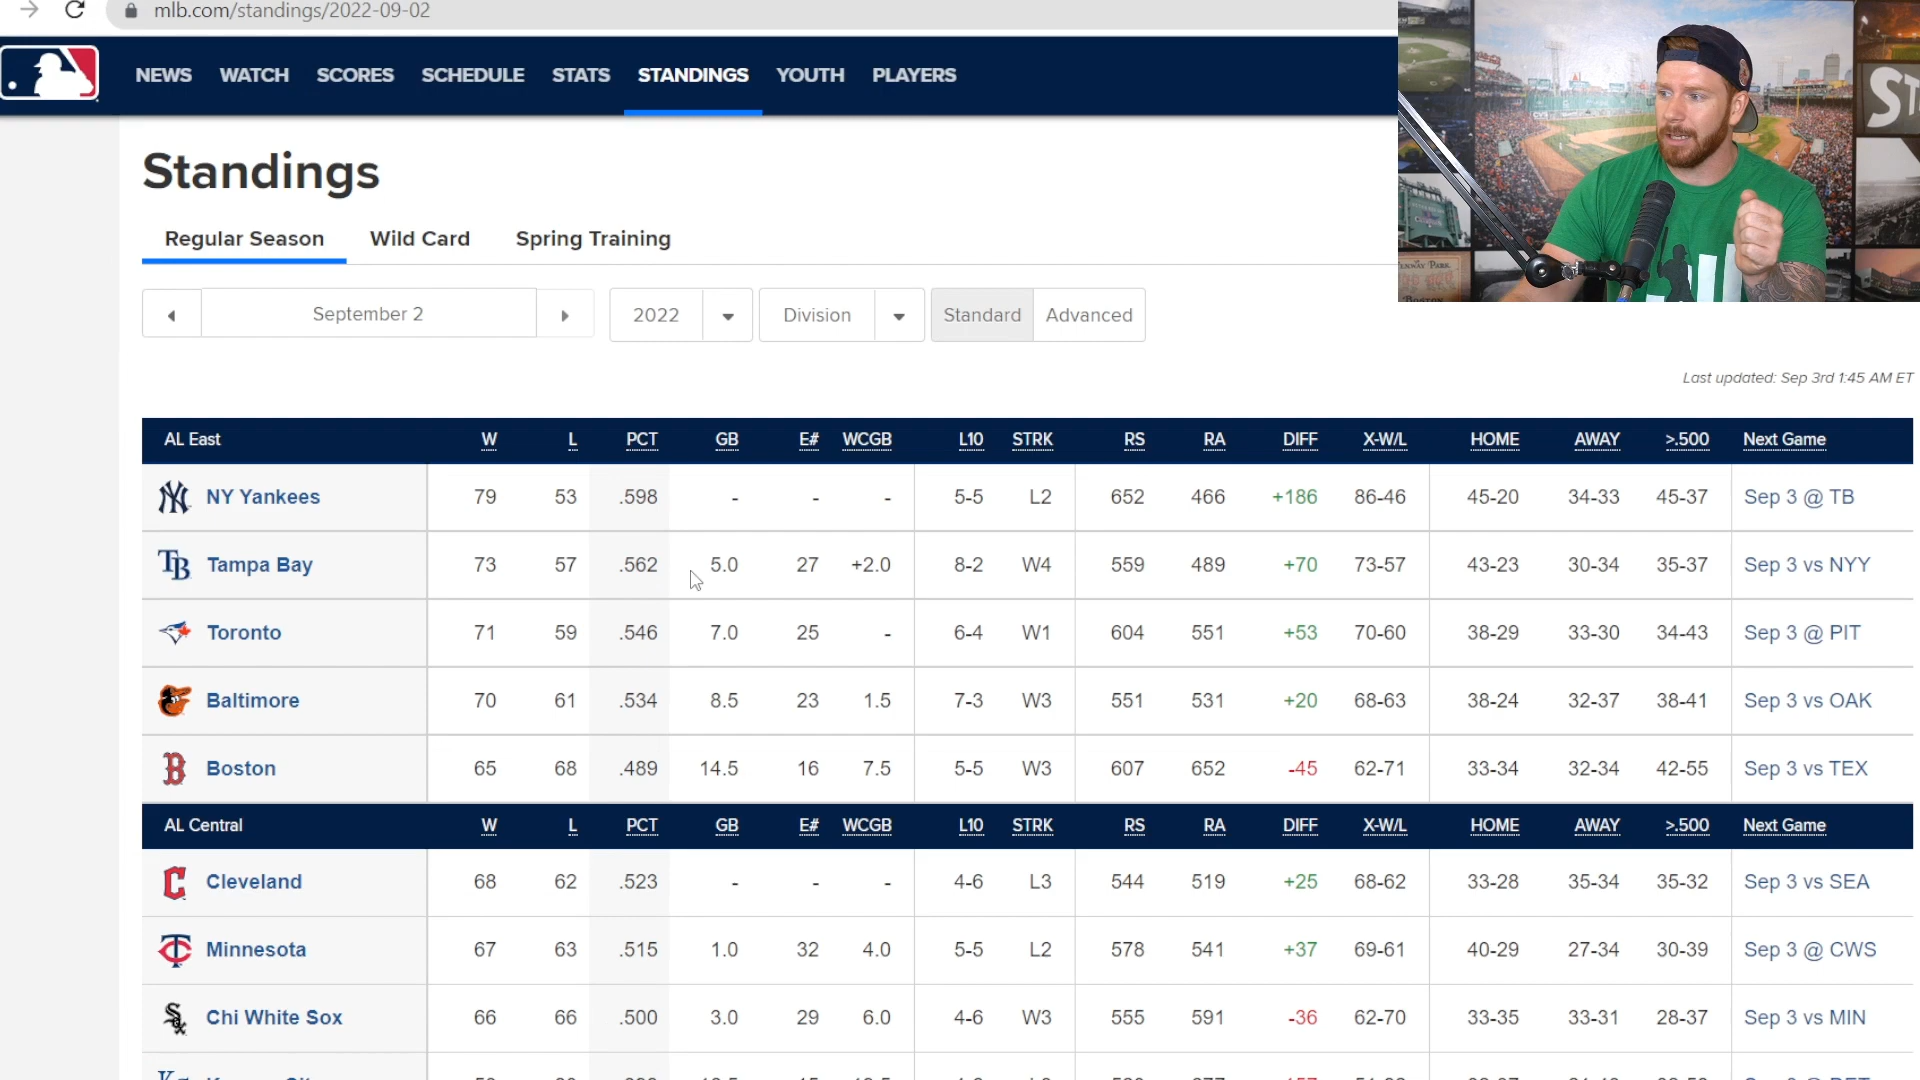 mlb.com/standings/2022-09-02
NEWS WATCH SCORES SCHEDULE STATS STANDINGS YOUTH PLAYERS
Standings
Regular Season Wild Card Spring Training
September 2 2022 Division Standard Advanced
Last updated: Sep 3rd 1:45 AM ET
AL East W L PCT GB E# WCGB L10 STRK RS RA DIFF X-W/L HOME AWAY >.500 Next Game
NY Yankees 79 53 .598 - - - 5-5 L2 652 466 +186 86-46 45-20 34-33 45-37 Sep 3 @ TB
TB Tampa Bay 73 57 .562 5.0 27 +2.0 8-2 W4 559 489 +70 73-57 43-23 30-34 35-37 Sep 3 vs NYY
Toronto 71 59 .546 7.0 25 - 6-4 W1 604 551 +53 70-60 38-29 33-30 34-43 Sep 3 @ PIT
Baltimore 70 61 .534 8.5 23 1.5 7-3 W3 551 531 +20 68-63 38-24 32-37 38-41 Sep 3 vs OAK
B Boston 65 68 .489 14.5 16 7.5 5-5 W3 607 652 -45 62-71 33-34 32-34 42-55 Sep 3 vs TEX
AL Central W L PCT GB E# WCGB L10 STRK RS RA DIFF X-W/L HOME AWAY >.500 Next Game
C Cleveland 68 62 .523 - - - 4-6 L3 544 519 +25 68-62 33-28 35-34 35-32 Sep 3 vs SEA
TC Minnesota 67 63 .515 1.0 32 4.0 5-5 L2 578 541 +37 69-61 40-29 27-34 30-39 Sep 3 @ CWS
Sox Chi White Sox 66 66 .500 3.0 29 6.0 4-6 W3 555 591 -36 62-70 33-35 33-31 28-37 Sep 3 vs MIN